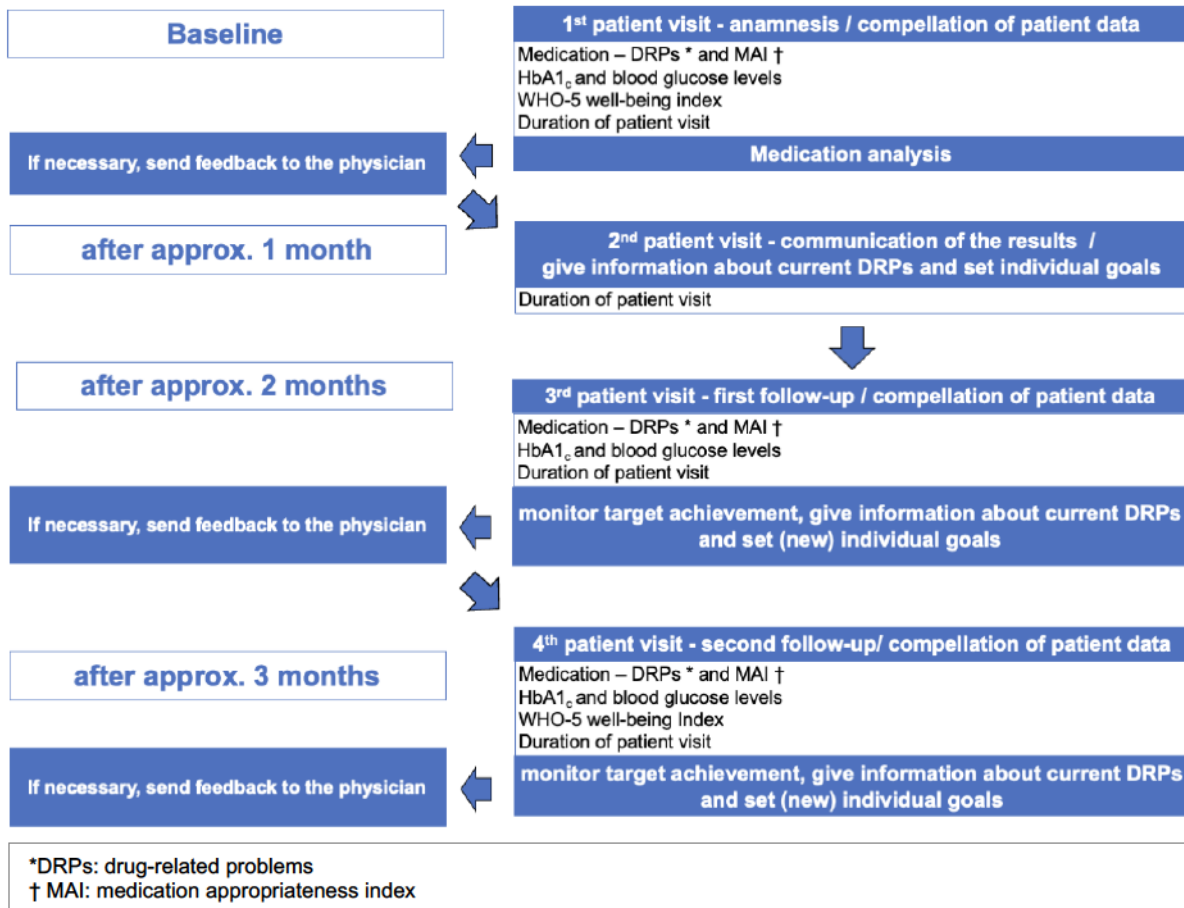 Baseline
1st patient visit - anamnesis / compellation of patient data
Medication – DRPs * and MAI †
HbA1c and blood glucose levels
WHO-5 well-being index
Duration of patient visit
Medication analysis
If necessary, send feedback to the physician
after approx. 1 month
2nd patient visit - communication of the results /
give information about current DRPs and set individual goals
Duration of patient visit
after approx. 2 months
3rd patient visit - first follow-up / compellation of patient data
Medication – DRPs * and MAI †
HbA1c and blood glucose levels
Duration of patient visit
monitor target achievement, give information about current DRPs
and set (new) individual goals
If necessary, send feedback to the physician
after approx. 3 months
4th patient visit - second follow-up/ compellation of patient data
Medication – DRPs * and MAI †
HbA1c and blood glucose levels
WHO-5 well-being Index
Duration of patient visit
monitor target achievement, give information about current DRPs
and set (new) individual goals
If necessary, send feedback to the physician
*DRPs: drug-related problems
† MAI: medication appropriateness index